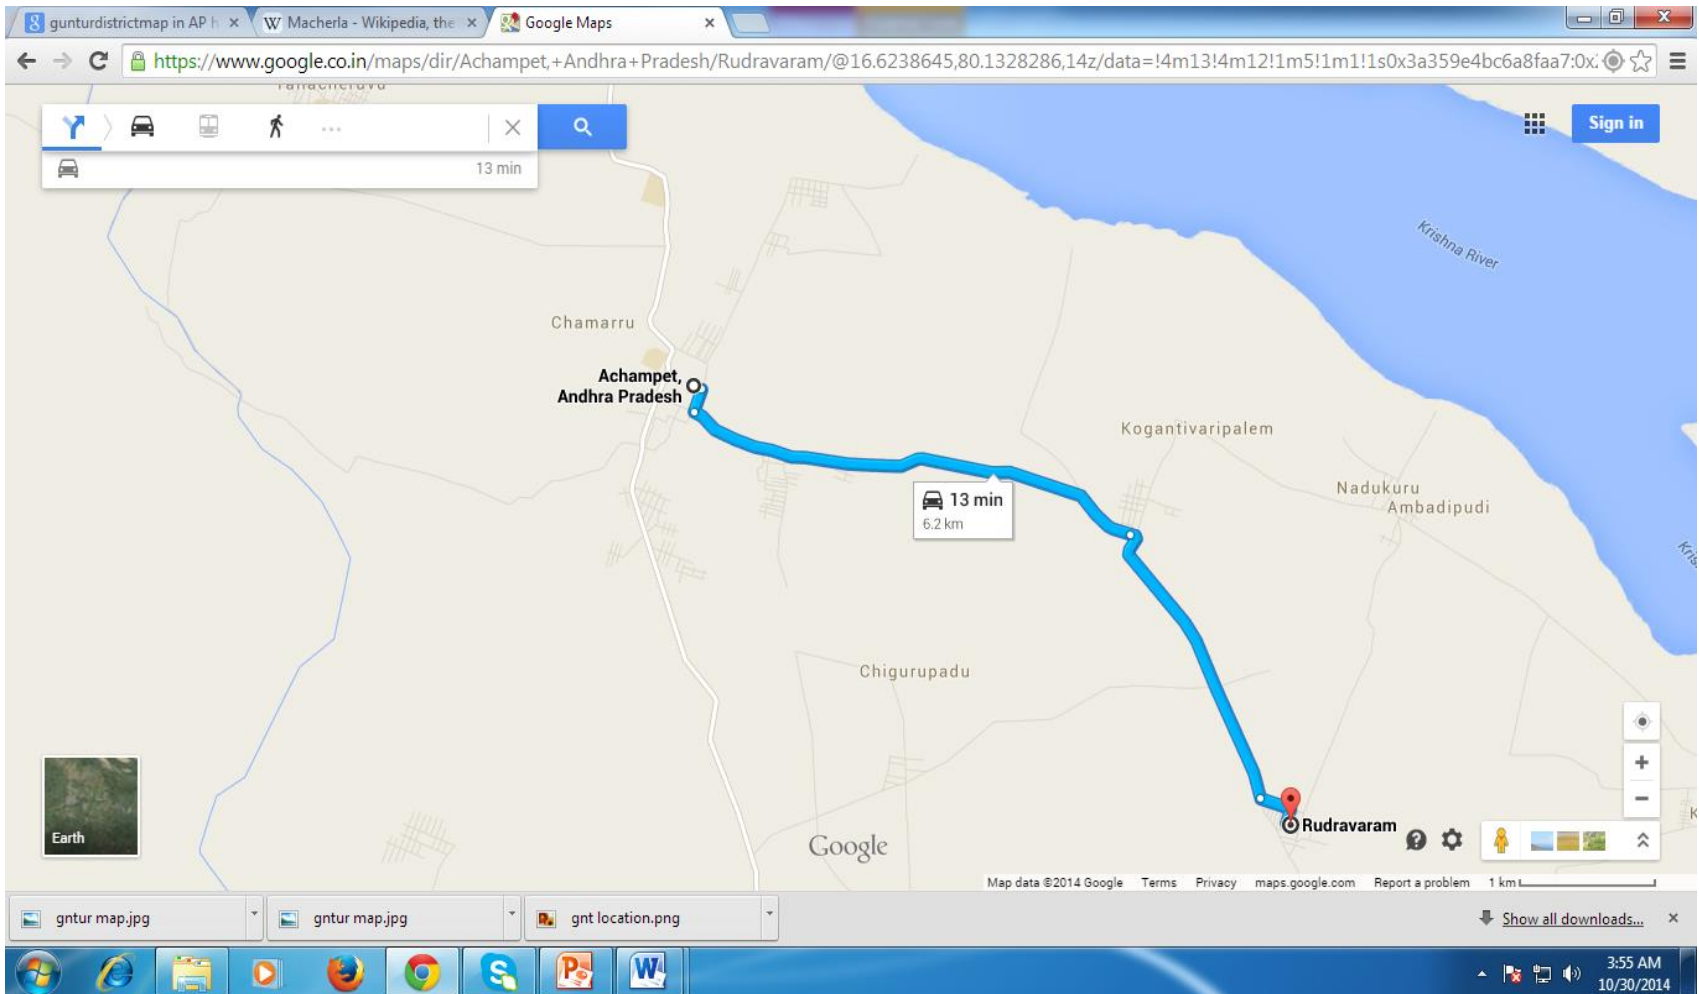 gunturdistrictmap in AP h
Macherla - Wikipedia, the
Google Maps
https://www.google.co.in/maps/dir/Achampet,+Andhra+Pradesh/Rudravaram/@16.6238645,80.1328286,14z/data=!4m13!4m12!1m5!1m1!1s0x3a359e4bc6a8faa7:0x
Sign in
13 min
Krishna River
Chamarru
Achampet,
Andhra Pradesh
Kogantivaripalem
Nadukuru
Ambadipudi
13 min
6.2 km
Chigurupadu
Earth
Rudravaram
Google
Map data ©2014 Google Terms Privacy maps.google.com Report a problem 1 km
gntur map.jpg
gntur map.jpg
gnt location.png
Show all downloads...
3:55 AM
10/30/2014